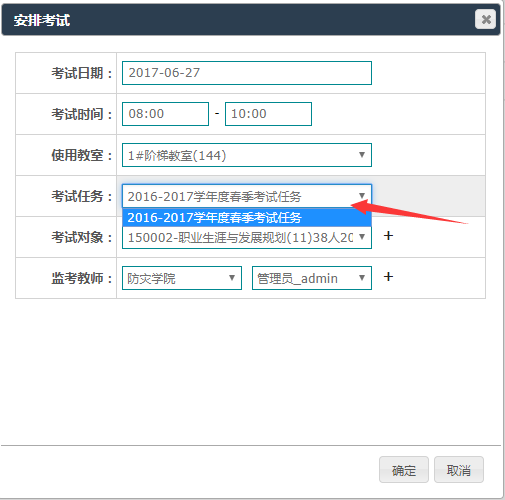 安排考试
考试日期： 2017-06-27
考试时间： 08:00 - 10:00
使用教室： 1#阶梯教室(144)
考试任务： 2016-2017学年度春季考试任务
2016-2017学年度春季考试任务
考试对象： 150002-职业生涯与发展规划(11)38人20 +
监考教师： 防灾学院 管理员_admin +
确定 取消